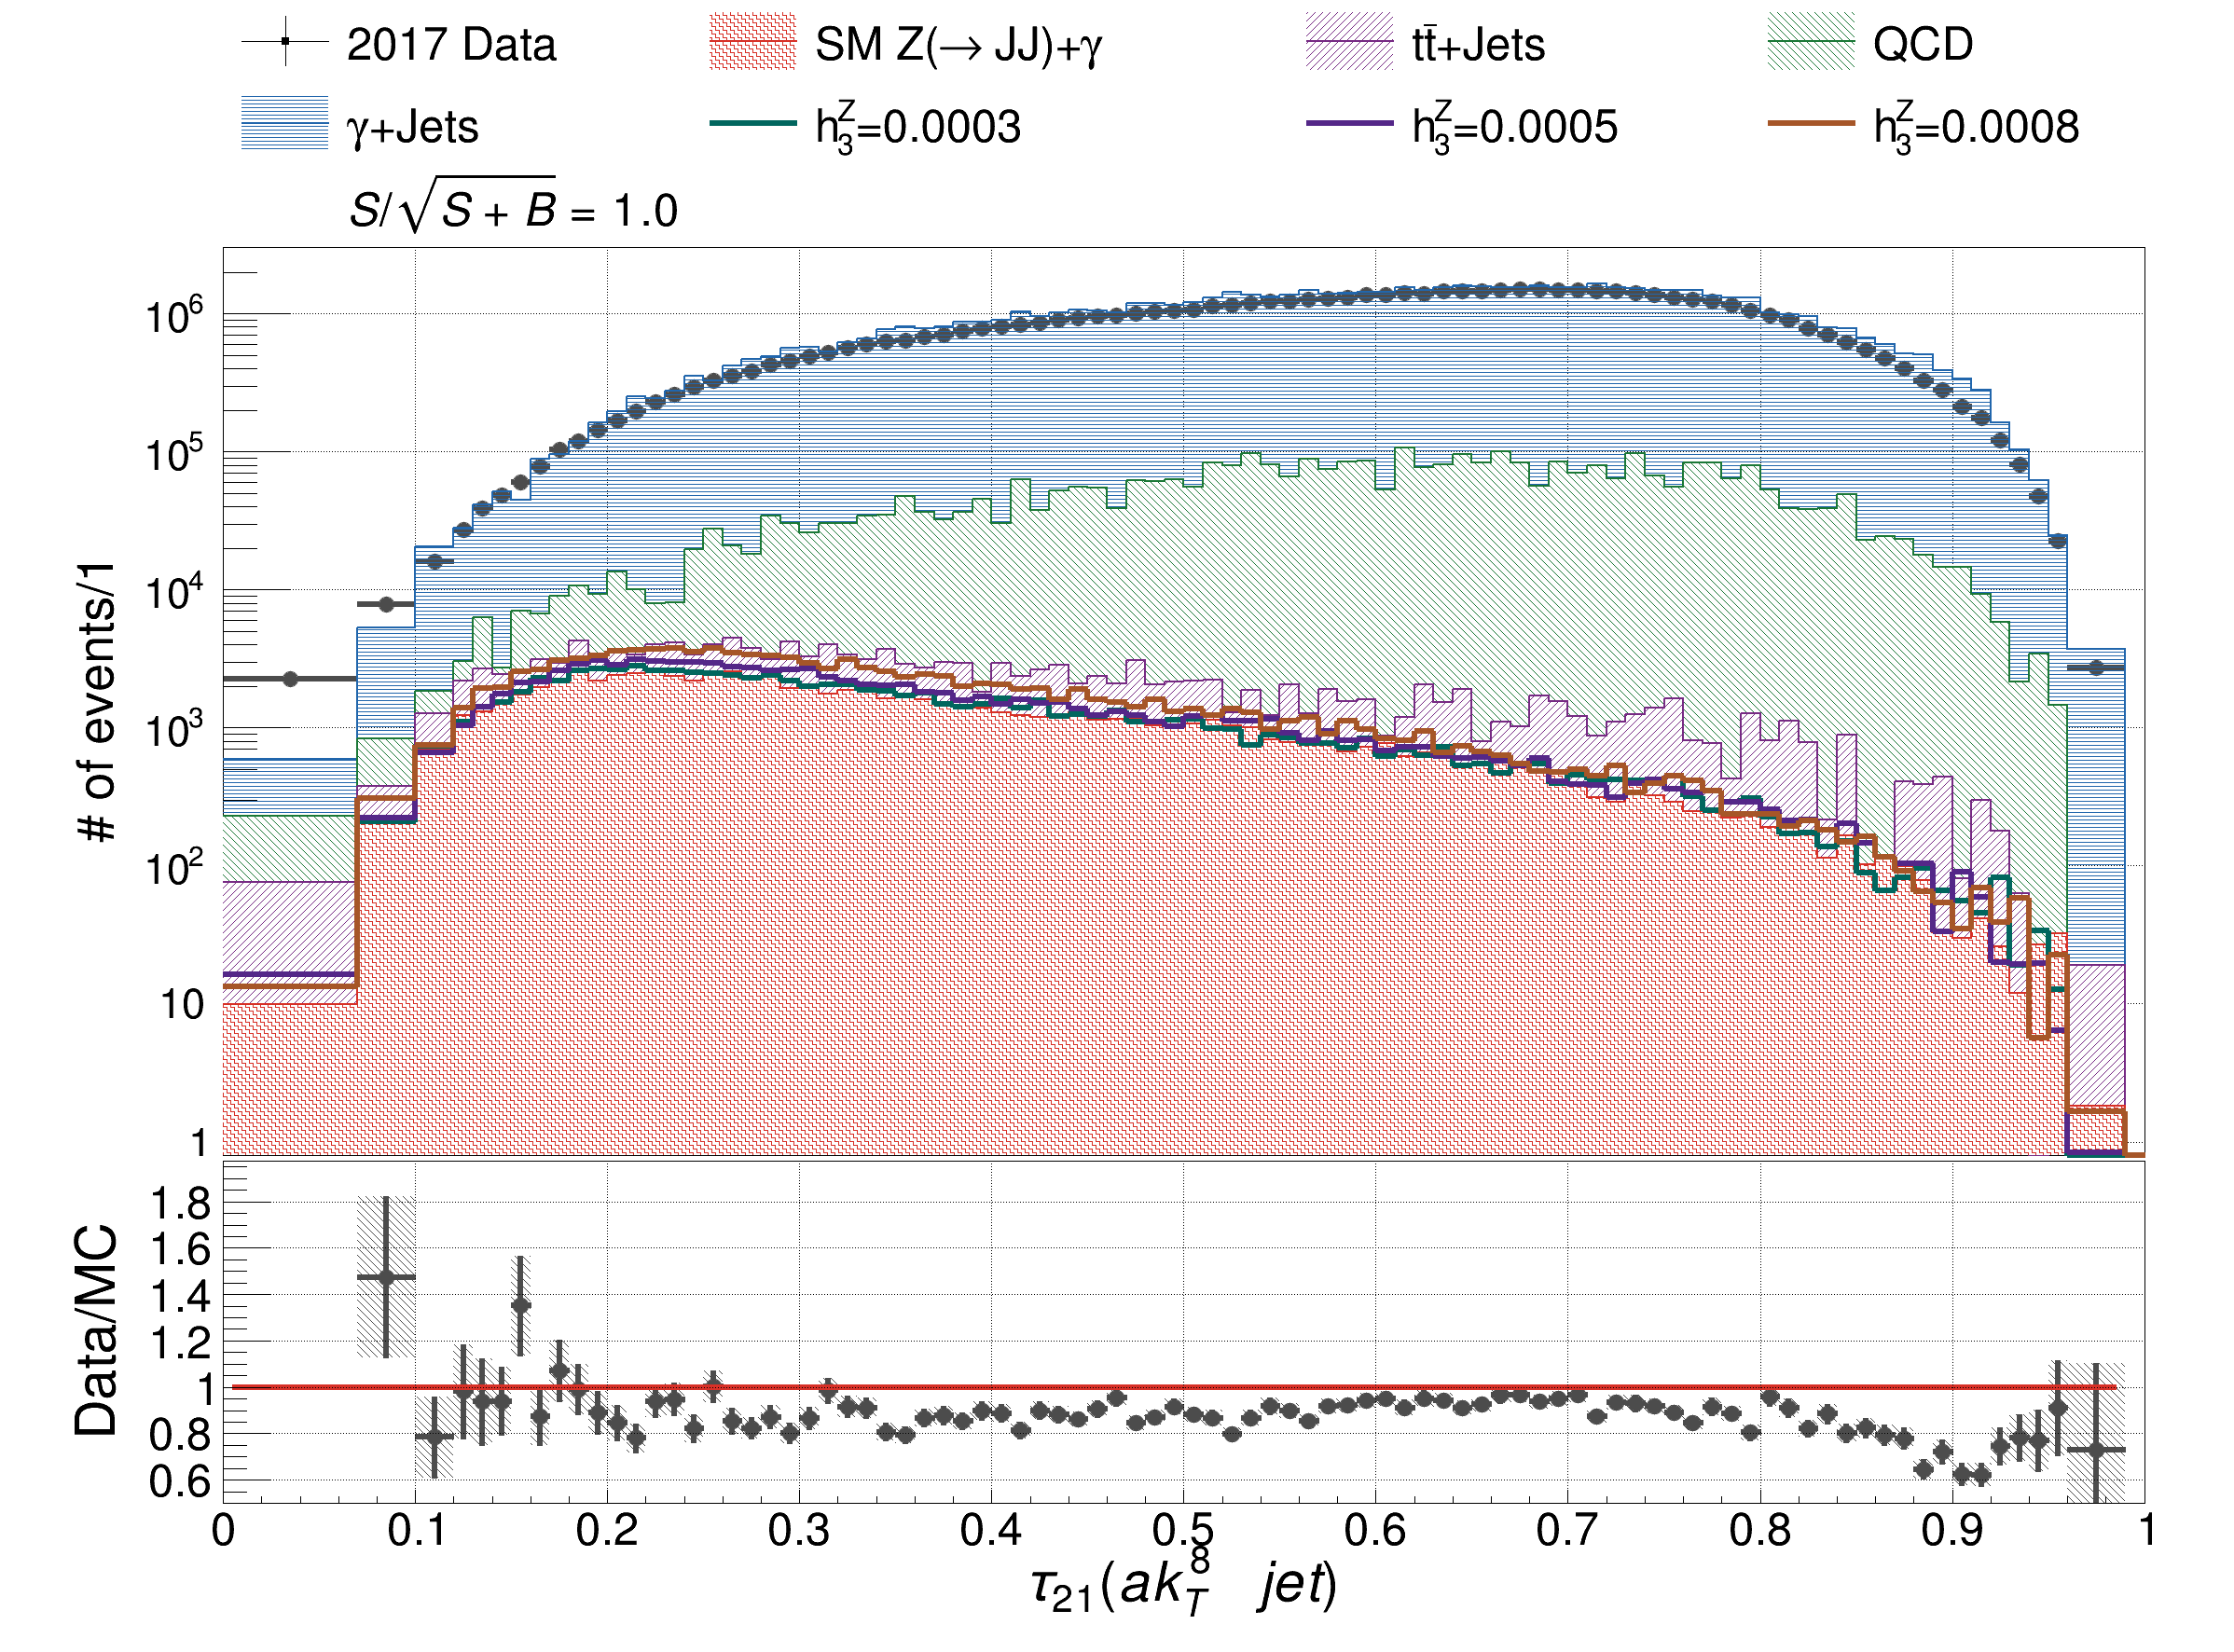 2017 Data SM Z(→ JJ)+γ tt̄+Jets QCD
γ+Jets h₃ᶻ=0.0003 h₃ᶻ=0.0005 h₃ᶻ=0.0008
S/√S + B = 1.0
# of events/1
10⁶
10⁵
10⁴
10³
10²
10
1
Data/MC
1.8
1.6
1.4
1.2
1
0.8
0.6
0 0.1 0.2 0.3 0.4 0.5 0.6 0.7 0.8 0.9 1
τ₂₁(ak_T^8 jet)